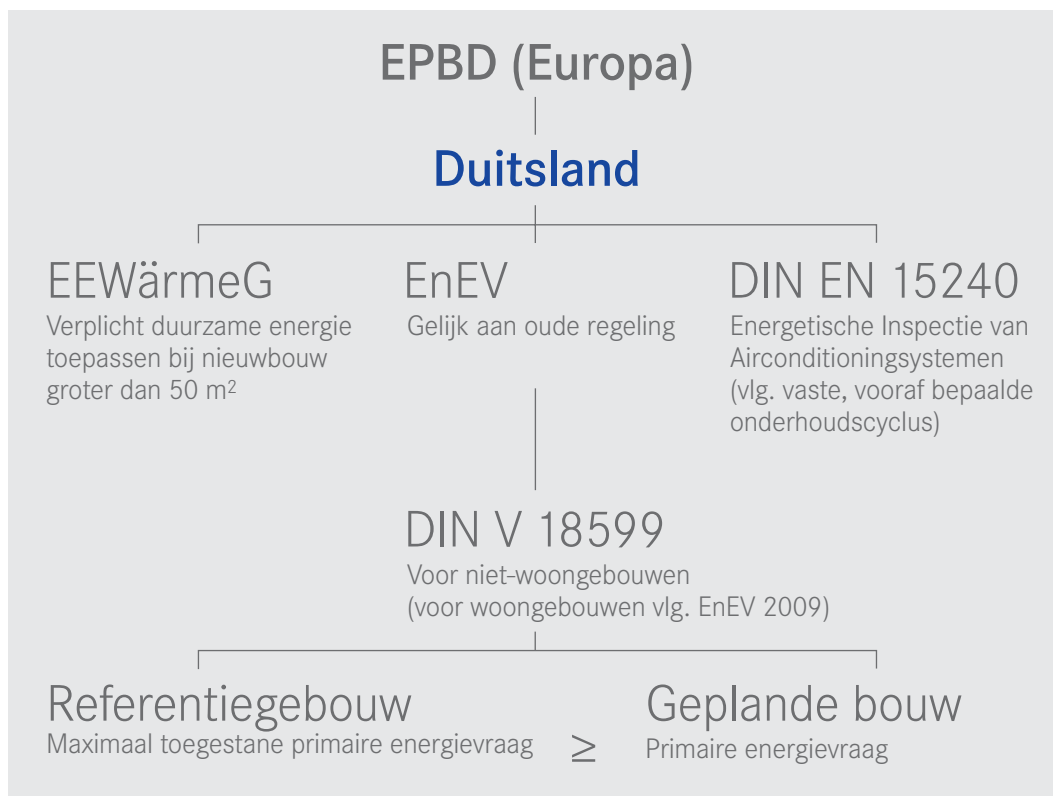 EPBD (Europa)
Duitsland
EEWärmeG
Verplicht duurzame energie
toepassen bij nieuwbouw
groter dan 50 m²
EnEV
Gelijk aan oude regeling
DIN EN 15240
Energetische Inspectie van
Airconditioningsystemen
(vlg. vaste, vooraf bepaalde
onderhoudscyclus)
DIN V 18599
Voor niet-woongebouwen
(voor woongebouwen vlg. EnEV 2009)
Referentiegebouw
Maximaal toegestane primaire energievraag
≥
Geplande bouw
Primaire energievraag